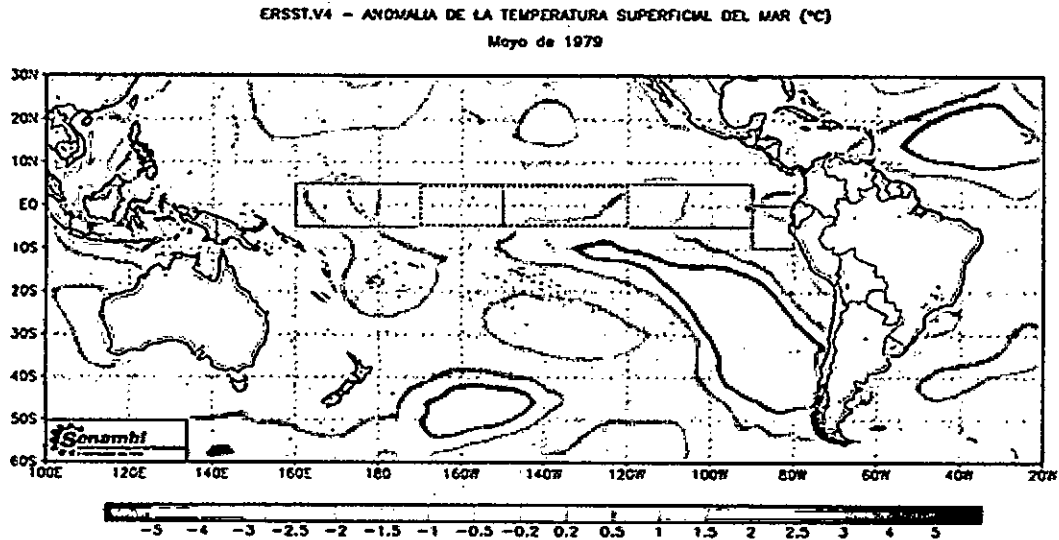 ERSST.V4 – ANOMALIA DE LA TEMPERATURA SUPERFICIAL DEL MAR (°C)
Mayo de 1979
30N
20N
10N
EQ
10S
20S
30S
40S
50S
60S
Senamhi
100E 120E 140E 160E 180 160W 140W 120W 100W 80W 60W 40W 20W
-5 -4 -3 -2.5 -2 -1.5 -1 -0.5 -0.2 0.2 0.5 1 1.5 2 2.5 3 4 5